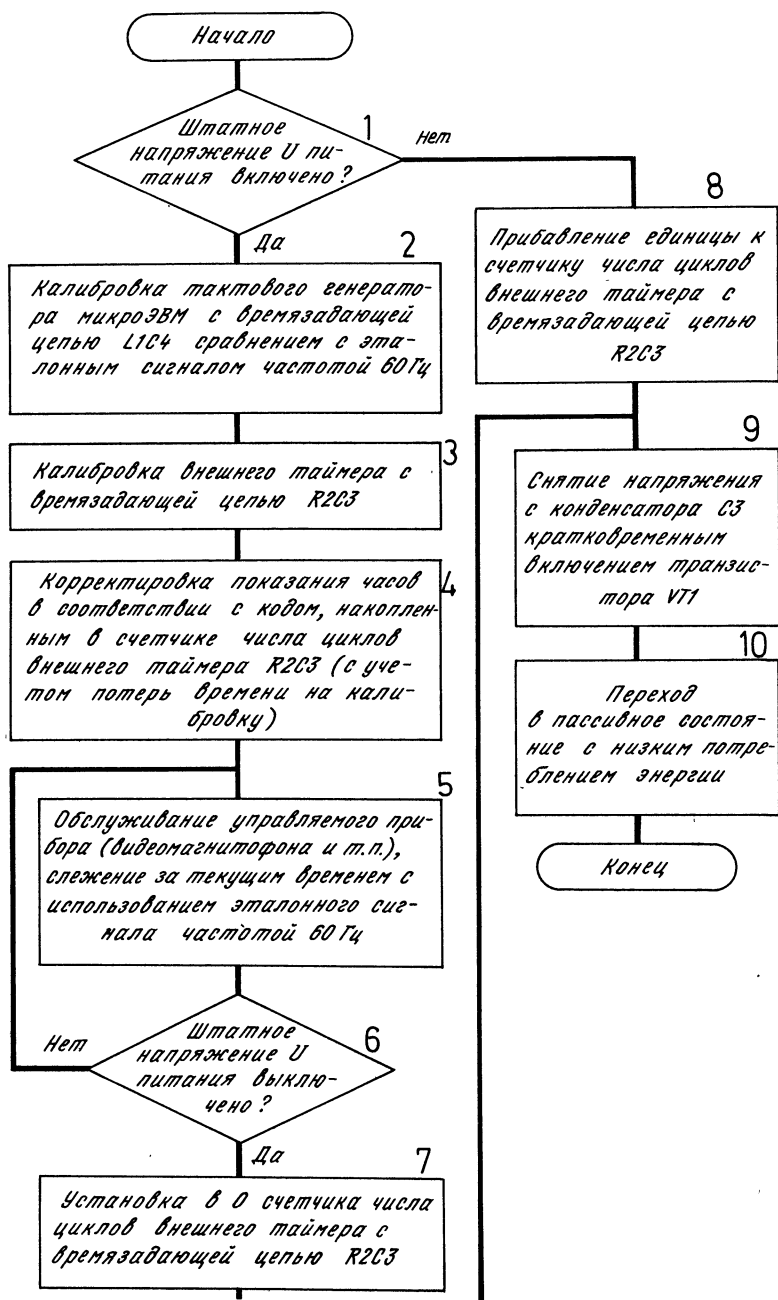 Начало
1
Штатное
напряжение U пи-
тания включено?
Нет
Да
2
Калибровка тактового генерато-
ра микроЭВМ с времязадающей
цепью L1C4 сравнением с эта-
лонным сигналом частотой 60 Гц
3
Калибровка внешнего таймера с
времязадающей цепью R2C3
4
Корректировка показания часов
в соответствии с кодом, накоплен-
ным в счетчике числа циклов
внешнего таймера R2C3 (с уче-
том потерь времени на кали-
бровку)
5
Обслуживание управляемого при-
бора (видеомагнитофона и т.п.),
слежение за текущим временем с
использованием эталонного сиг-
нала частотой 60 Гц
6
Штатное
напряжение U
питания выклю-
чено?
Нет
Да
7
Установка в 0 счетчика числа
циклов внешнего таймера с
времязадающей цепью R2C3
8
Прибавление единицы к
счетчику числа циклов
внешнего таймера с
времязадающей цепью
R2C3
9
Снятие напряжения
с конденсатора C3
кратковременным
включением транзис-
тора VT1
10
Переход
в пассивное состоя-
ние с низким потре-
блением энергии
Конец